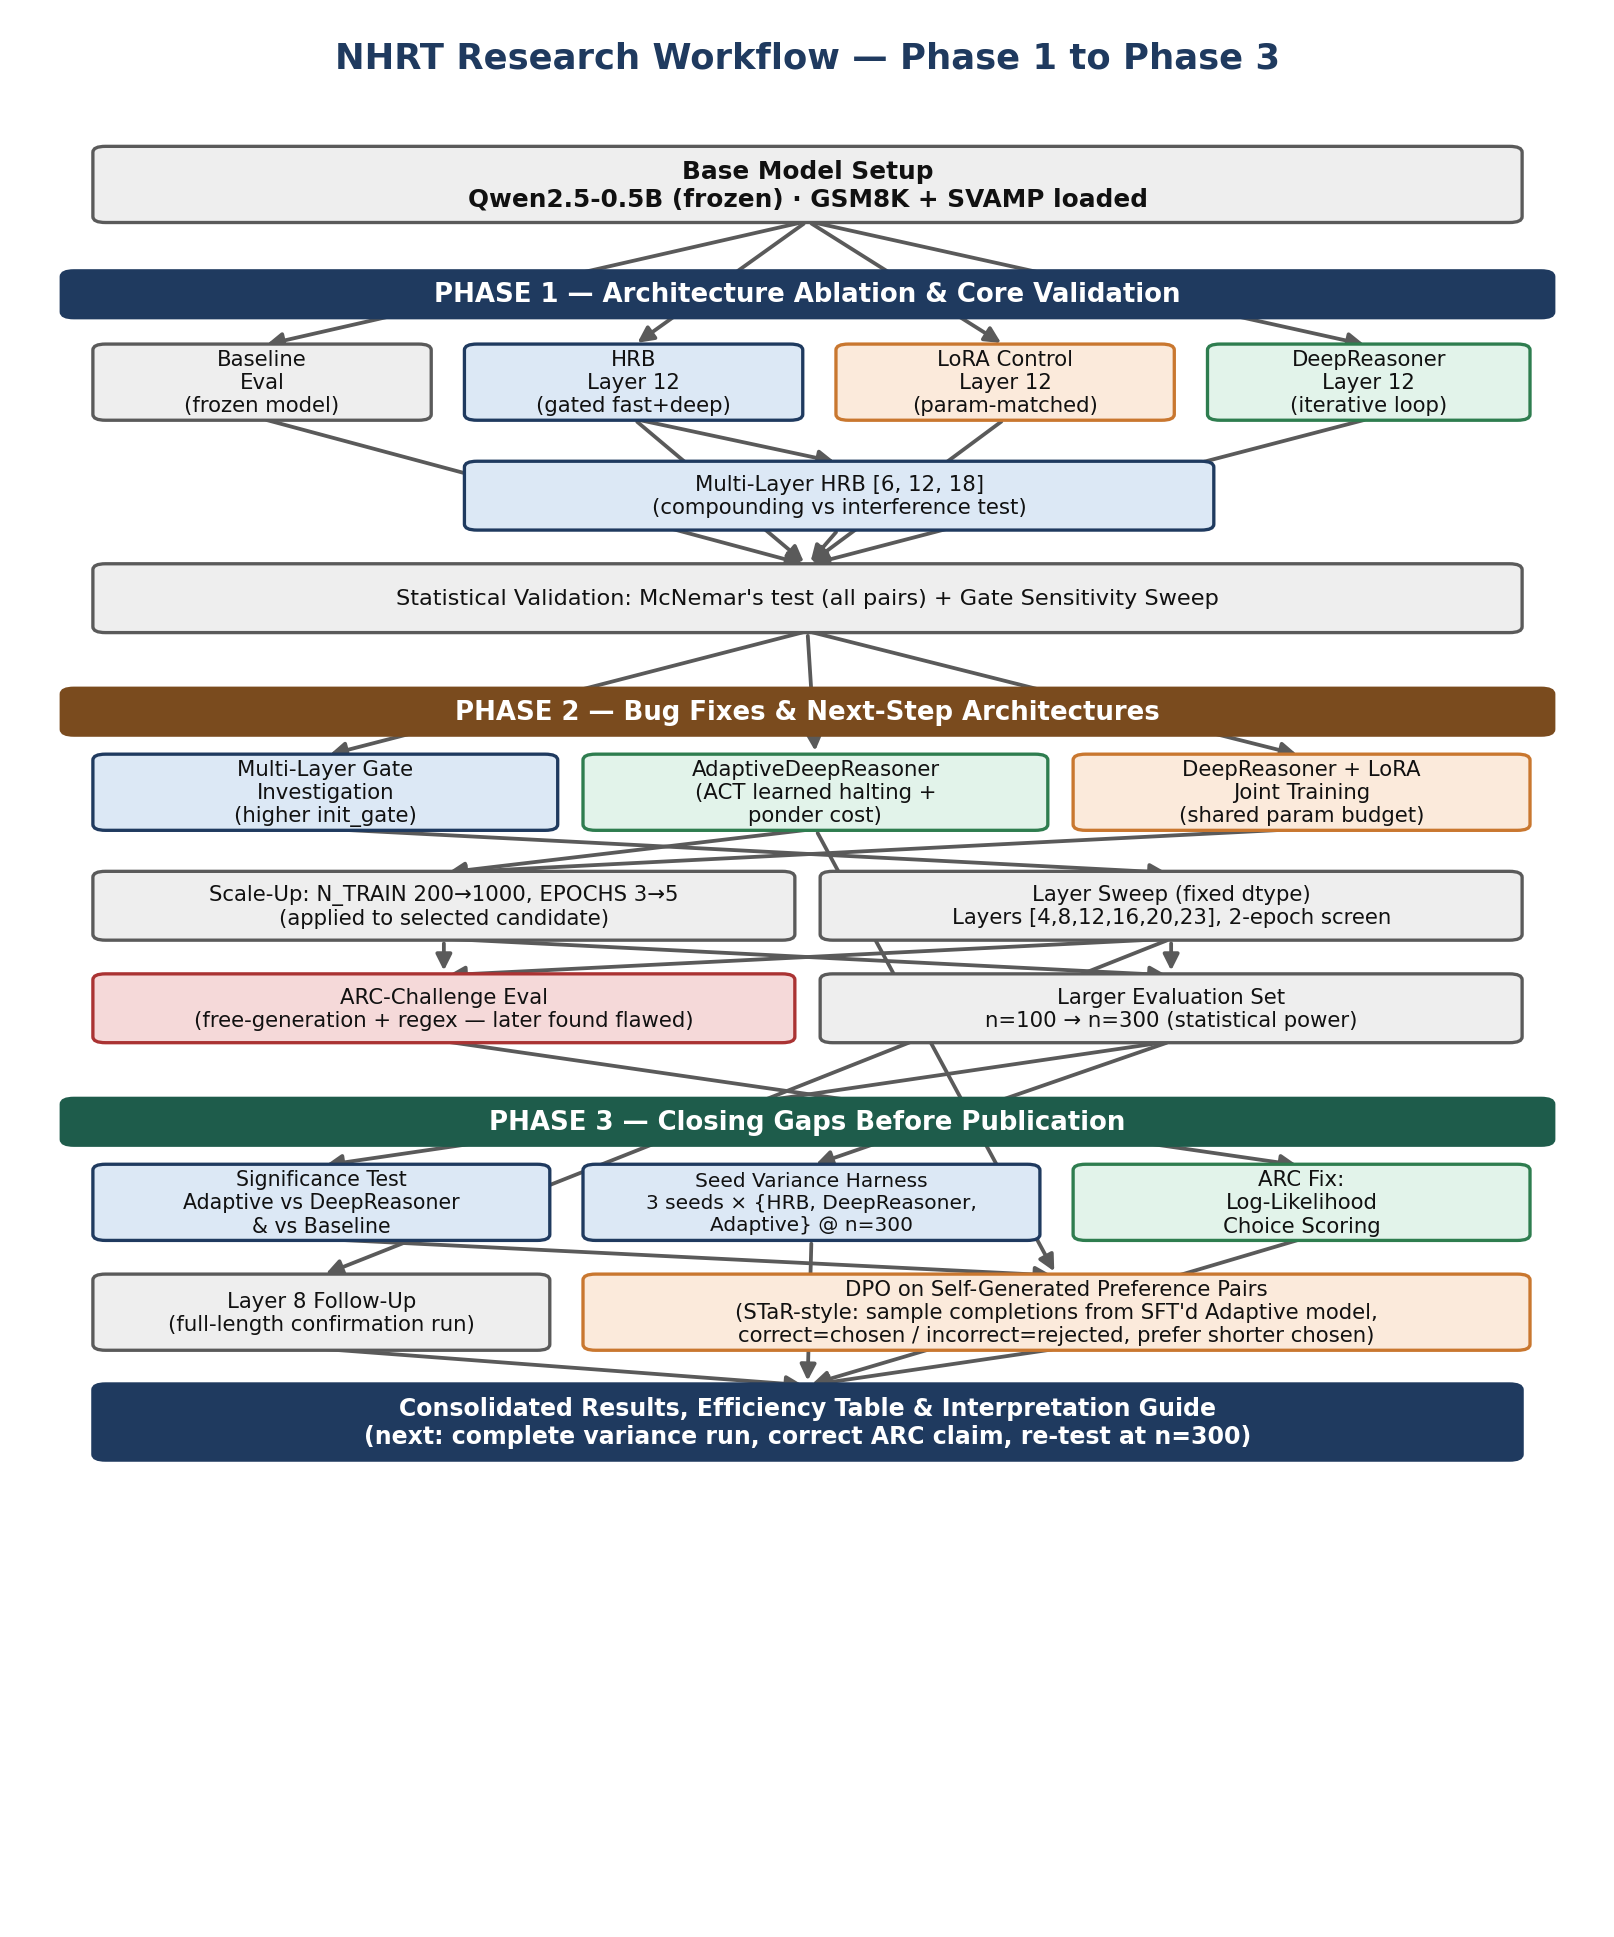 NHRT Research Workflow — Phase 1 to Phase 3
Base Model Setup
Qwen2.5-0.5B (frozen) · GSM8K + SVAMP loaded
PHASE 1 — Architecture Ablation & Core Validation
Baseline
Eval
(frozen model)
HRB
Layer 12
(gated fast+deep)
LoRA Control
Layer 12
(param-matched)
DeepReasoner
Layer 12
(iterative loop)
Multi-Layer HRB [6, 12, 18]
(compounding vs interference test)
Statistical Validation: McNemar's test (all pairs) + Gate Sensitivity Sweep
PHASE 2 — Bug Fixes & Next-Step Architectures
Multi-Layer Gate
Investigation
(higher init_gate)
AdaptiveDeepReasoner
(ACT learned halting +
ponder cost)
DeepReasoner + LoRA
Joint Training
(shared param budget)
Scale-Up: N_TRAIN 200→1000, EPOCHS 3→5
(applied to selected candidate)
Layer Sweep (fixed dtype)
Layers [4,8,12,16,20,23], 2-epoch screen
ARC-Challenge Eval
(free-generation + regex — later found flawed)
Larger Evaluation Set
n=100 → n=300 (statistical power)
PHASE 3 — Closing Gaps Before Publication
Significance Test
Adaptive vs DeepReasoner
& vs Baseline
Seed Variance Harness
3 seeds × {HRB, DeepReasoner,
Adaptive} @ n=300
ARC Fix:
Log-Likelihood
Choice Scoring
Layer 8 Follow-Up
(full-length confirmation run)
DPO on Self-Generated Preference Pairs
(STaR-style: sample completions from SFT'd Adaptive model,
correct=chosen / incorrect=rejected, prefer shorter chosen)
Consolidated Results, Efficiency Table & Interpretation Guide
(next: complete variance run, correct ARC claim, re-test at n=300)